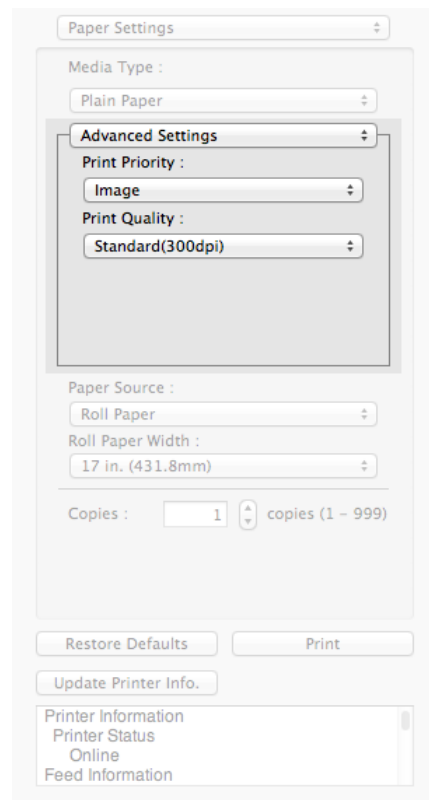 Paper Settings
Media Type :
Plain Paper
Advanced Settings
Print Priority :
Image
Print Quality :
Standard(300dpi)
Paper Source :
Roll Paper
Roll Paper Width :
17 in. (431.8mm)
Copies : 1 copies (1 – 999)
Restore Defaults Print
Update Printer Info.
Printer Information
Printer Status
Online
Feed Information